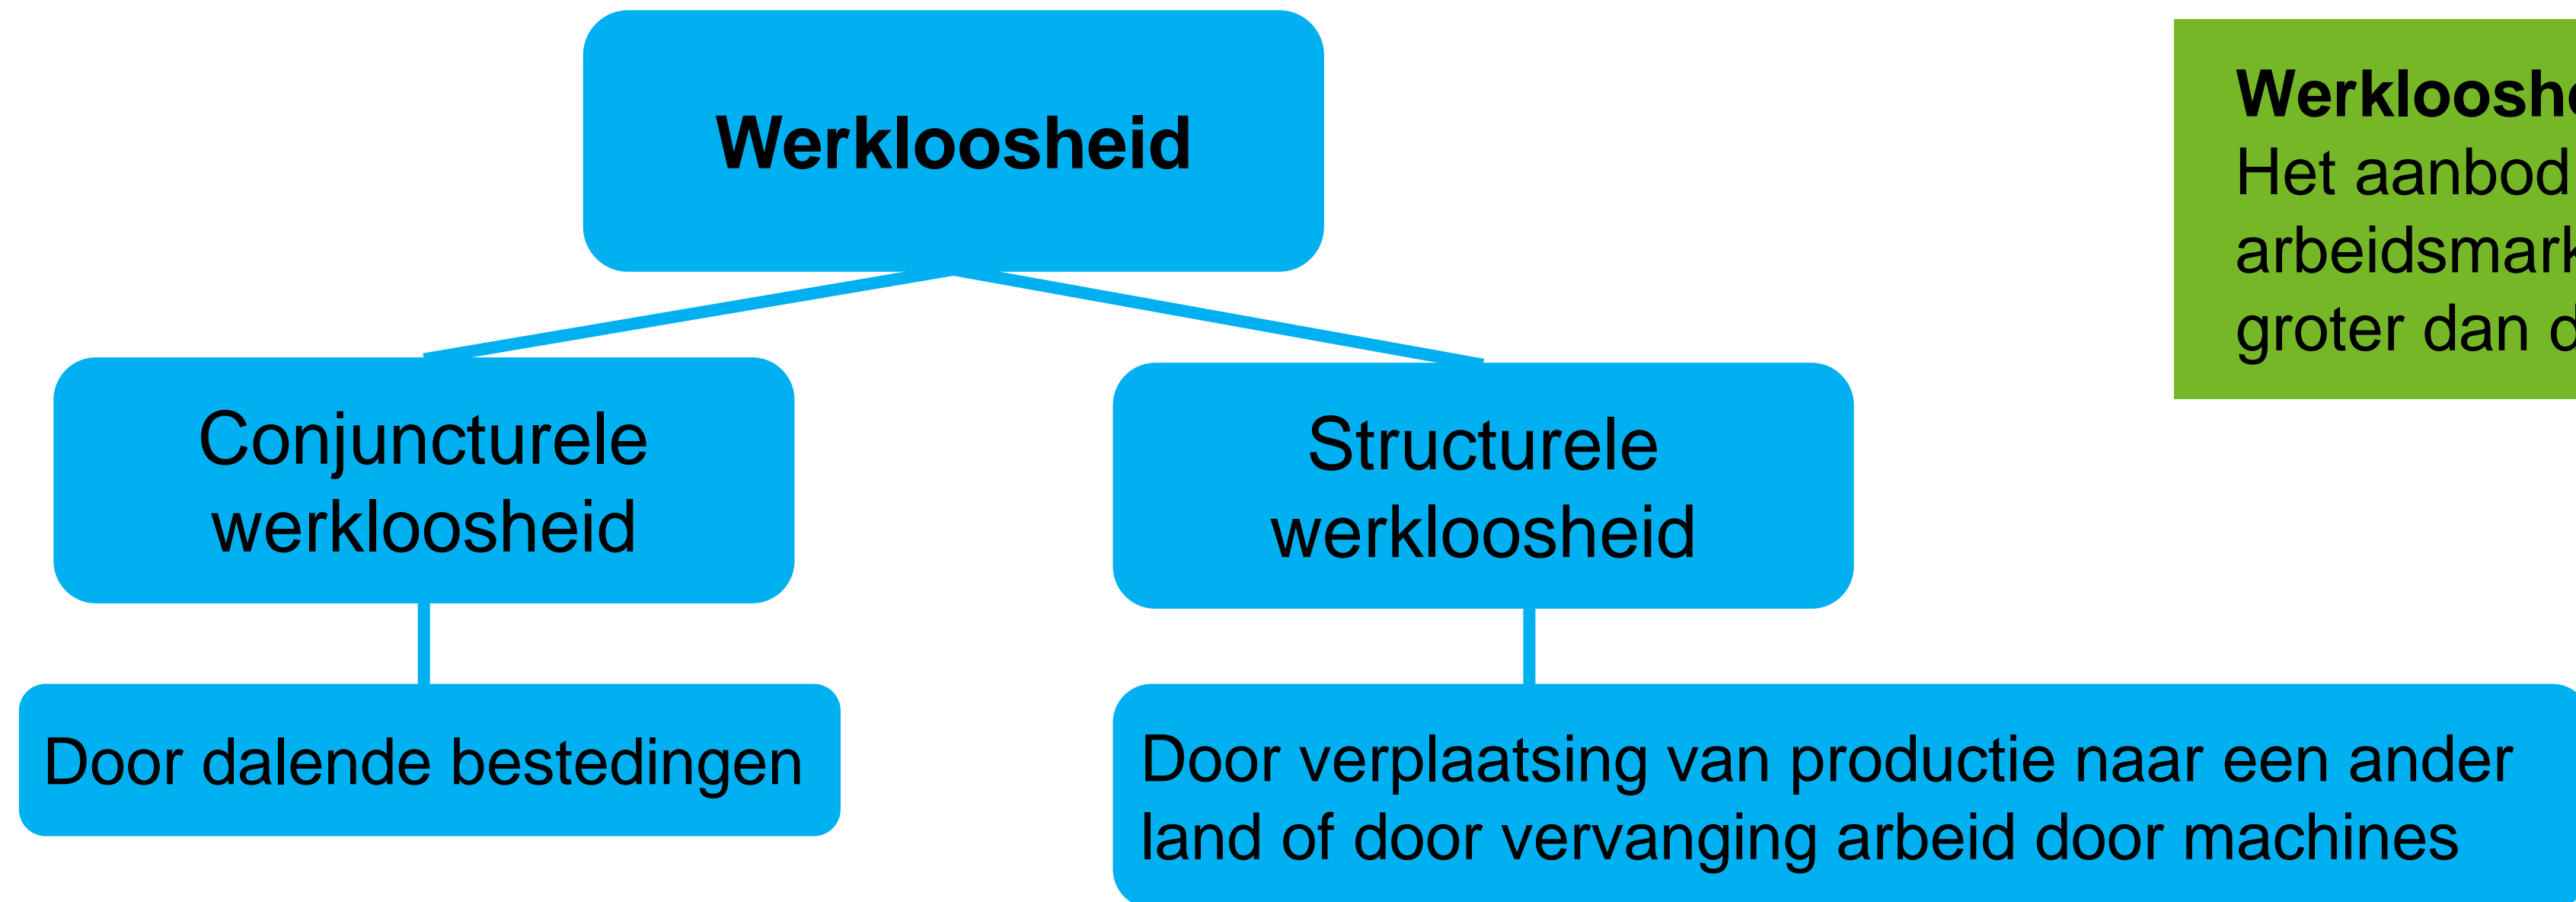 Werkloosheid
Het aanbod
groter dan
Conjuncturele
werkloosheid
Structurele
werkloosheid
Door dalende bestedingen
Door verplaatsing van productie naar een ander
land of door vervanging arbeid door machines